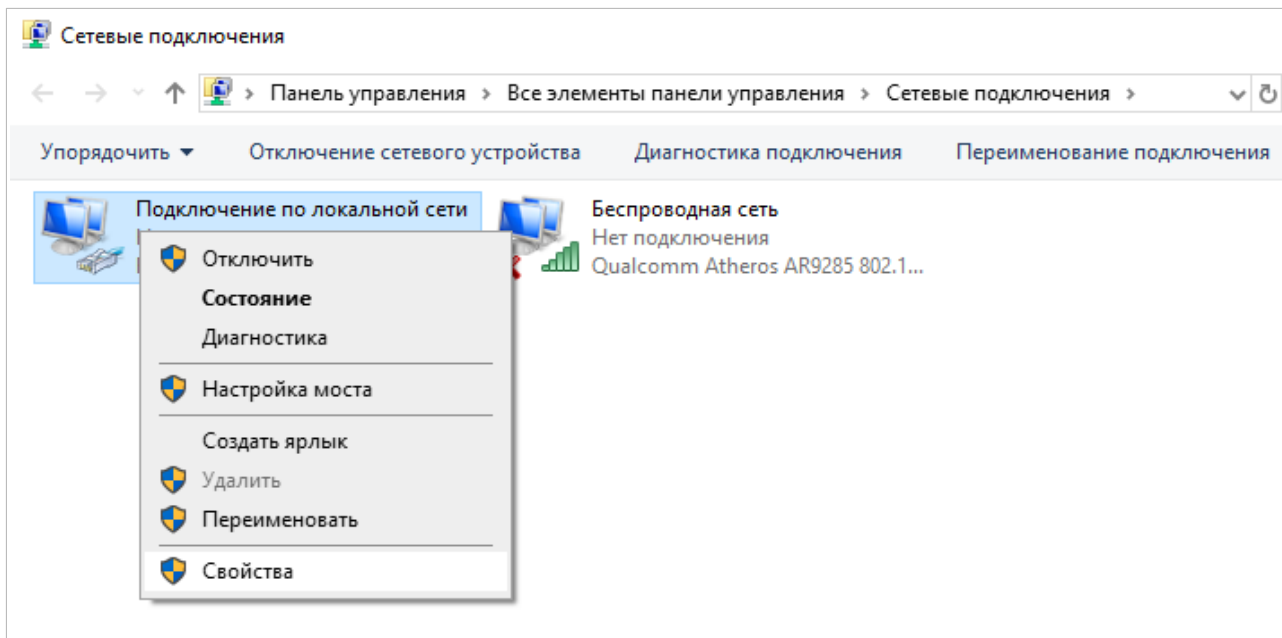 Сетевые подключения
Панель управления > Все элементы панели управления > Сетевые подключения >
Упорядочить Отключение сетевого устройства Диагностика подключения Переименование подключения
Подключение по локальной сети
Беспроводная сеть
Нет подключения
Qualcomm Atheros AR9285 802.1...
Отключить
Состояние
Диагностика
Настройка моста
Создать ярлык
Удалить
Переименовать
Свойства